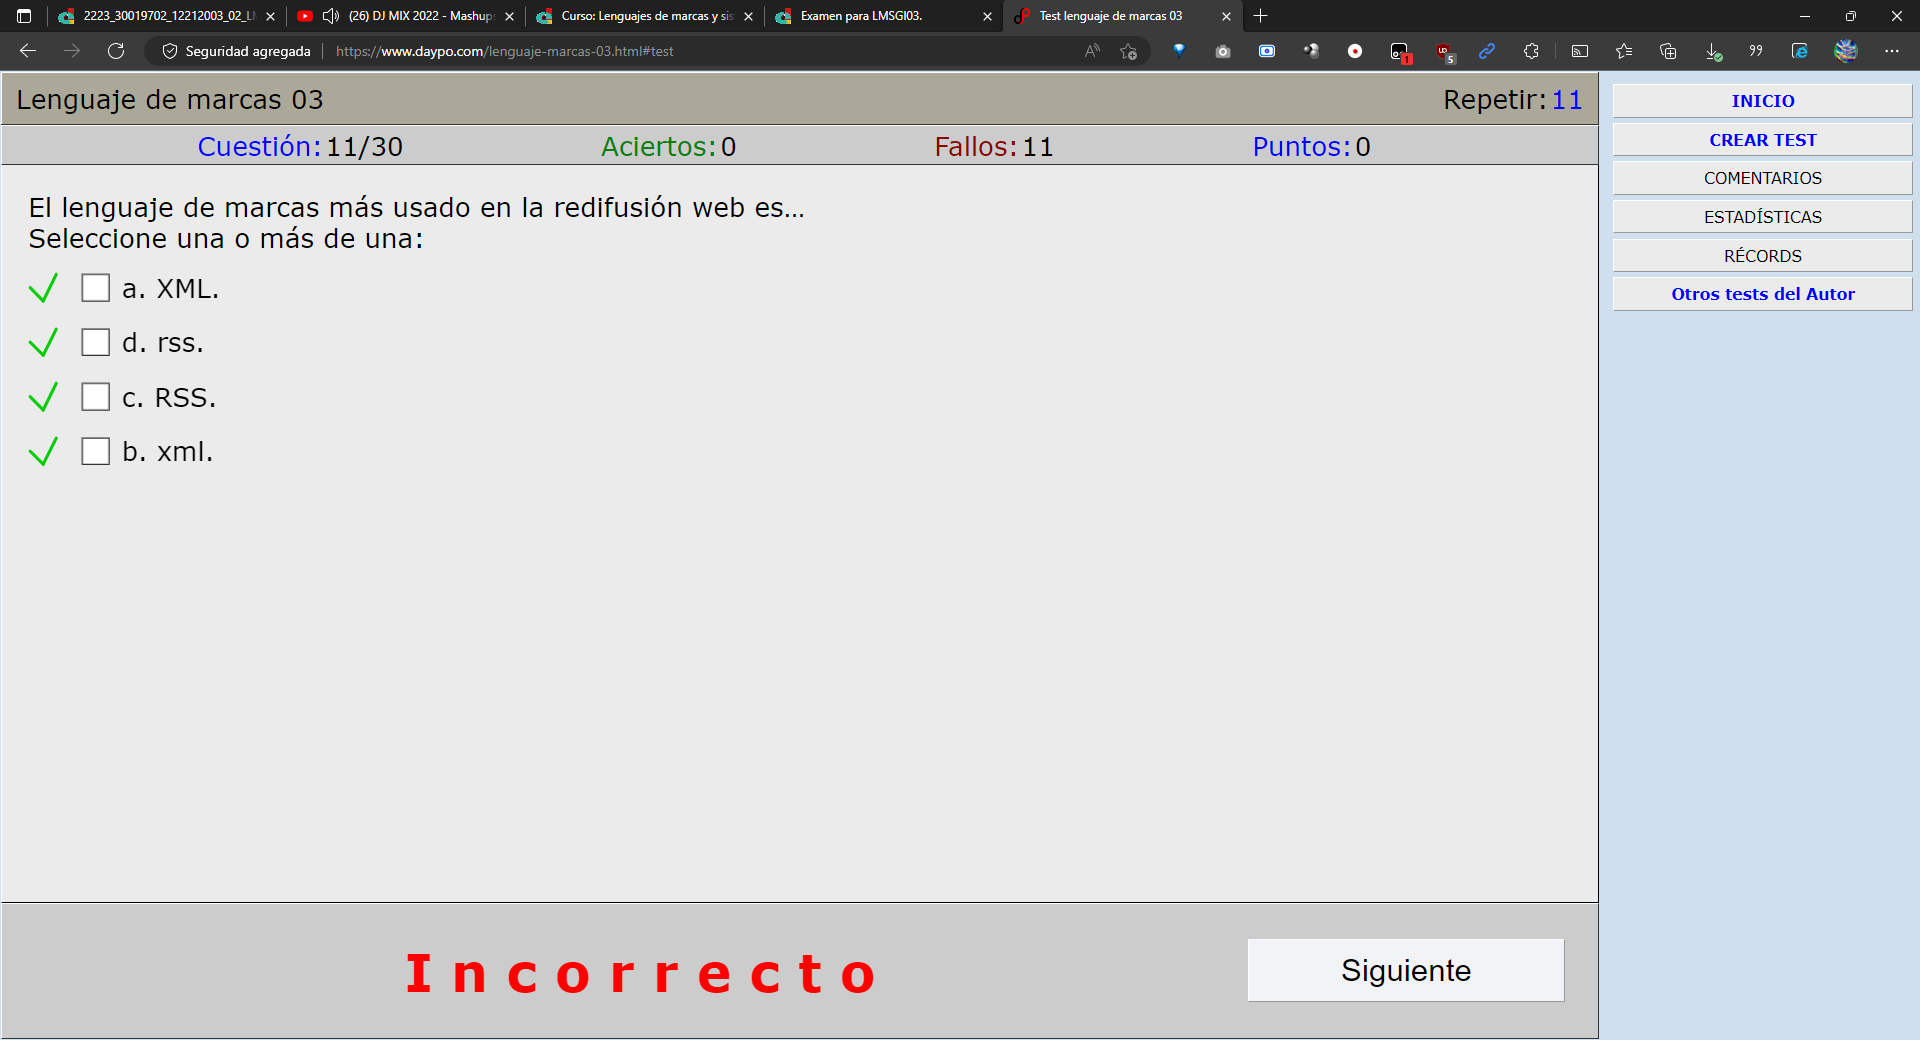 2223_30019702_12212003_02_L
(26) DJ MIX 2022 - Mashup
Curso: Lenguajes de marcas y sis
Examen para LMSGI03.
Test lenguaje de marcas 03
Seguridad agregada
https://www.daypo.com/lenguaje-marcas-03.html#test
1
5
Lenguaje de marcas 03
Repetir: 11
Cuestión: 11/30
Aciertos: 0
Fallos: 11
Puntos: 0
El lenguaje de marcas más usado en la redifusión web es...
Seleccione una o más de una:
a. XML.
d. rss.
c. RSS.
b. xml.
Incorrecto
Siguiente
INICIO
CREAR TEST
COMENTARIOS
ESTADÍSTICAS
RÉCORDS
Otros tests del Autor